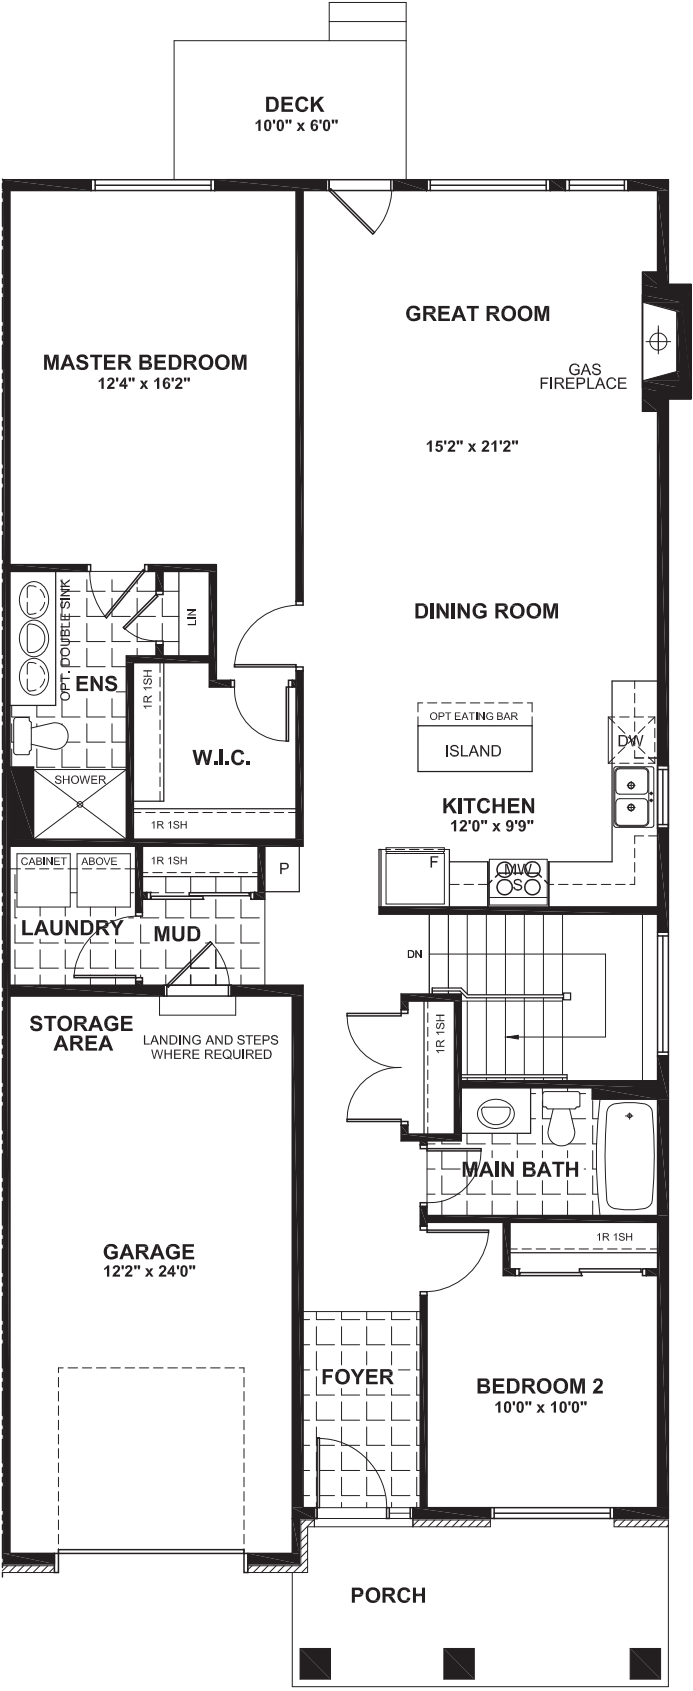 DECK
10'0" x 6'0"
GREAT ROOM
MASTER BEDROOM
12'4" x 16'2"
GAS
FIREPLACE
15'2" x 21'2"
DINING ROOM
OPT. DOUBLE SINK
LIN
ENS
1R 1SH
OPT EATING BAR
ISLAND
DW
W.I.C.
SHOWER
KITCHEN
12'0" x 9'9"
1R 1SH
CABINET
ABOVE
1R 1SH
P
F
MW
S
LAUNDRY
MUD
DN
STORAGE
AREA
LANDING AND STEPS
WHERE REQUIRED
1R 1SH
MAIN BATH
1R 1SH
GARAGE
12'2" x 24'0"
FOYER
BEDROOM 2
10'0" x 10'0"
PORCH